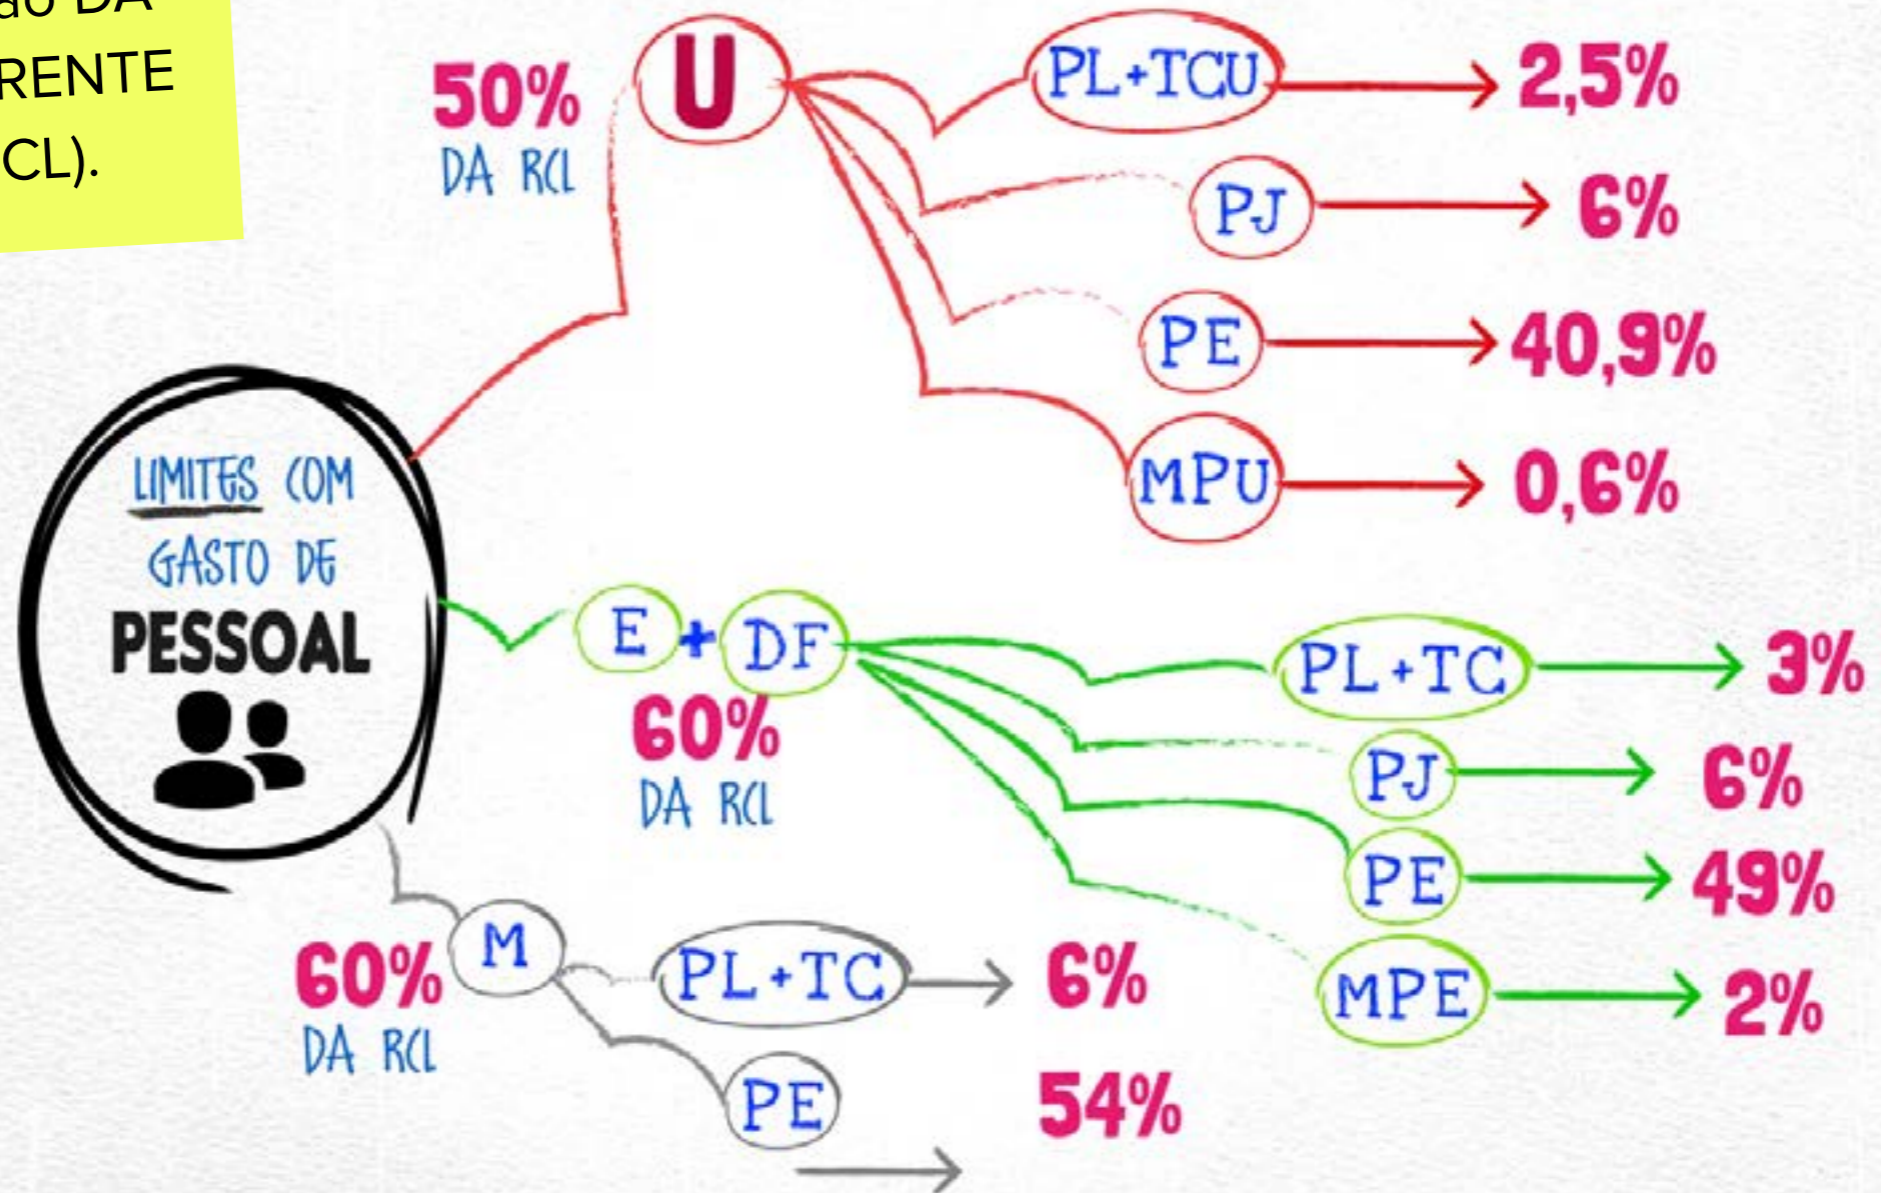 DA
RENTE
CL).
50%
DA RCL
U
PL+TCU
2,5%
PJ
6%
PE
40,9%
MPU
0,6%
LIMITES COM
GASTO DE
PESSOAL
E + DF
60%
DA RCL
PL+TC
3%
PJ
6%
PE
49%
MPE
2%
60%
DA RCL
M
PL+TC
6%
PE
54%